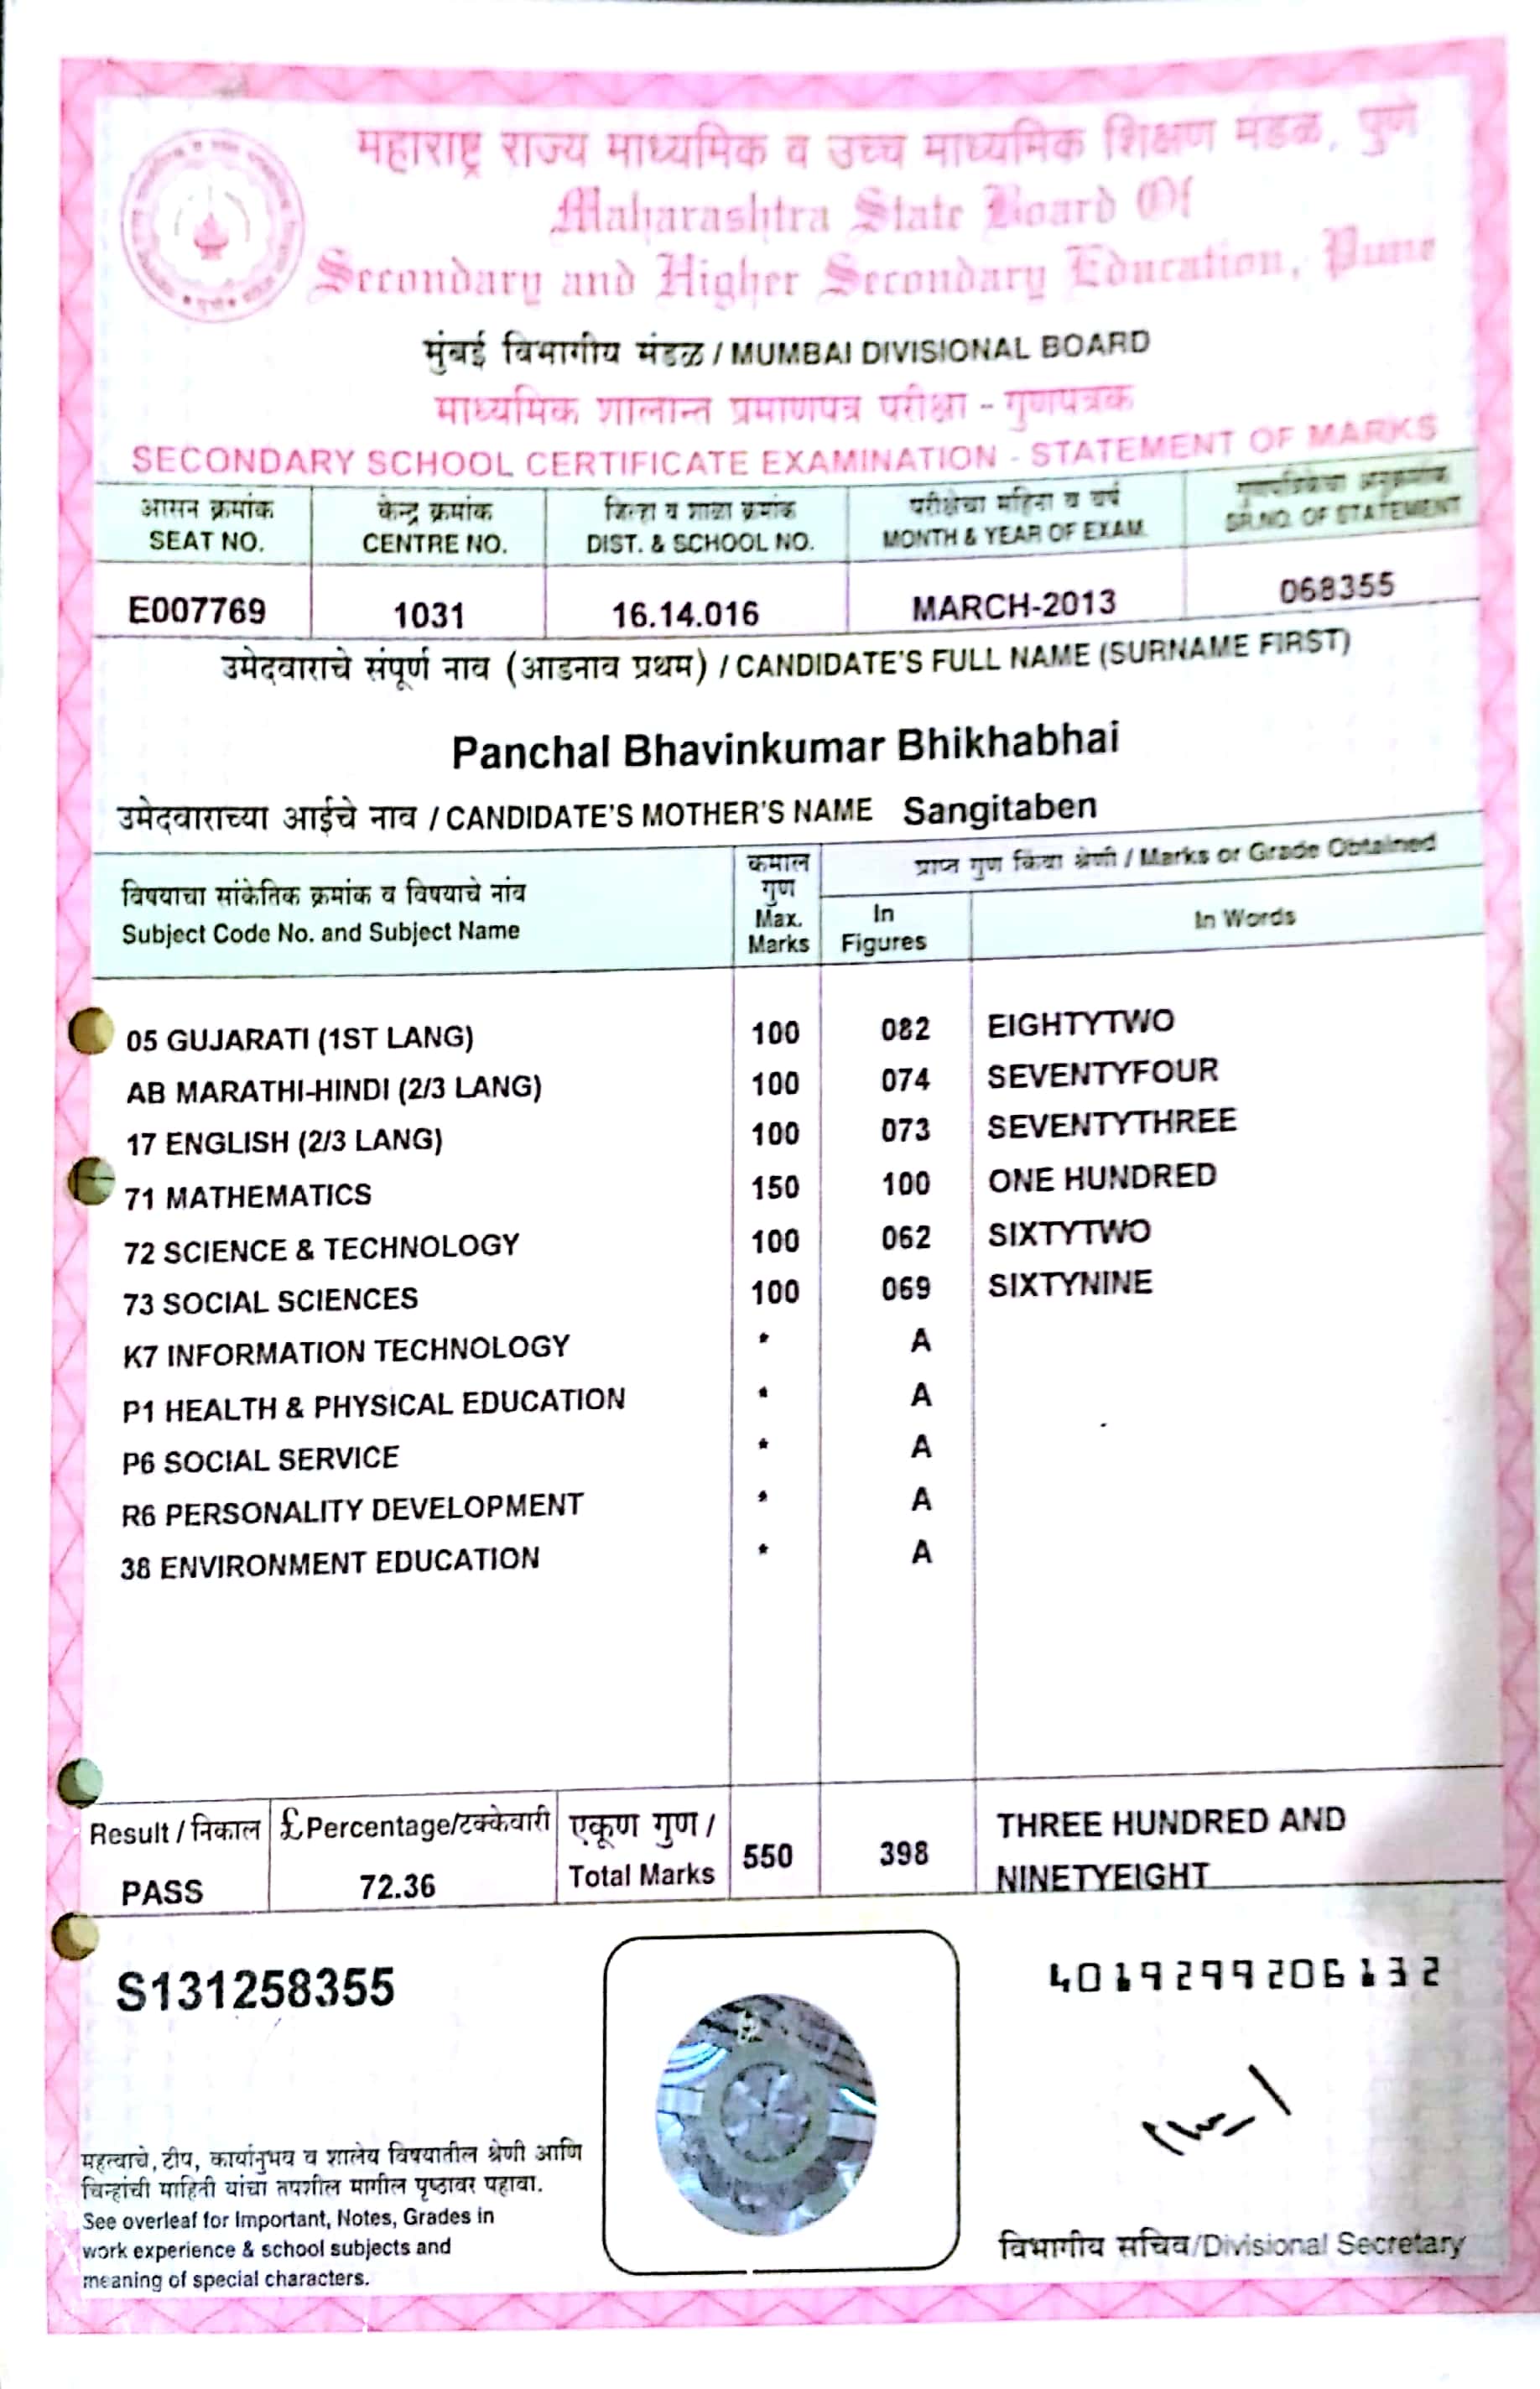 महाराष्ट्र राज्य माध्यमिक व उच्च माध्यमिक शिक्षण मंडळ, पुणे
Maharashtra State Board Of
Secondary and Higher Secondary Education, Pune
मुंबई विभागीय मंडळ / MUMBAI DIVISIONAL BOARD
माध्यमिक शालान्त प्रमाणपत्र परीक्षा - गुणपत्रक
SECONDARY SCHOOL CERTIFICATE EXAMINATION - STATEMENT OF MARKS
आसन क्रमांक केन्द्र क्रमांक जिल्हा व शाळा क्रमांक परीक्षेचा महिना व वर्ष गुणपत्रिकेचा अनुक्रमांक
SEAT NO. CENTRE NO. DIST. & SCHOOL NO. MONTH & YEAR OF EXAM. SR.NO. OF STATEMENT
E007769 1031 16.14.016 MARCH-2013 068355
उमेदवाराचे संपूर्ण नाव (आडनाव प्रथम) / CANDIDATE'S FULL NAME (SURNAME FIRST)
Panchal Bhavinkumar Bhikhabhai
उमेदवाराच्या आईचे नाव / CANDIDATE'S MOTHER'S NAME Sangitaben
विषयाचा सांकेतिक क्रमांक व विषयाचे नांव
Subject Code No. and Subject Name
कमाल
गुण
Max.
Marks
प्राप्त गुण किंवा श्रेणी / Marks or Grade Obtained
In
Figures
In Words
05 GUJARATI (1ST LANG) 100 082 EIGHTYTWO
AB MARATHI-HINDI (2/3 LANG) 100 074 SEVENTYFOUR
17 ENGLISH (2/3 LANG) 100 073 SEVENTYTHREE
71 MATHEMATICS 150 100 ONE HUNDRED
72 SCIENCE & TECHNOLOGY 100 062 SIXTYTWO
73 SOCIAL SCIENCES 100 069 SIXTYNINE
K7 INFORMATION TECHNOLOGY * A
P1 HEALTH & PHYSICAL EDUCATION * A
P6 SOCIAL SERVICE * A
R6 PERSONALITY DEVELOPMENT * A
38 ENVIRONMENT EDUCATION * A
Result / निकाल £Percentage/टक्केवारी एकूण गुण /
Total Marks
PASS 72.36 550 398 THREE HUNDRED AND
NINETYEIGHT
S131258355
4019299206132
महत्वाचे, टीप, कार्यानुभव व शालेय विषयातील श्रेणी आणि
चिन्हांची माहिती यांचा तपशील मागील पृष्ठावर पहावा.
See overleaf for Important, Notes, Grades in
work experience & school subjects and
meaning of special characters.
विभागीय सचिव/Divisional Secretary